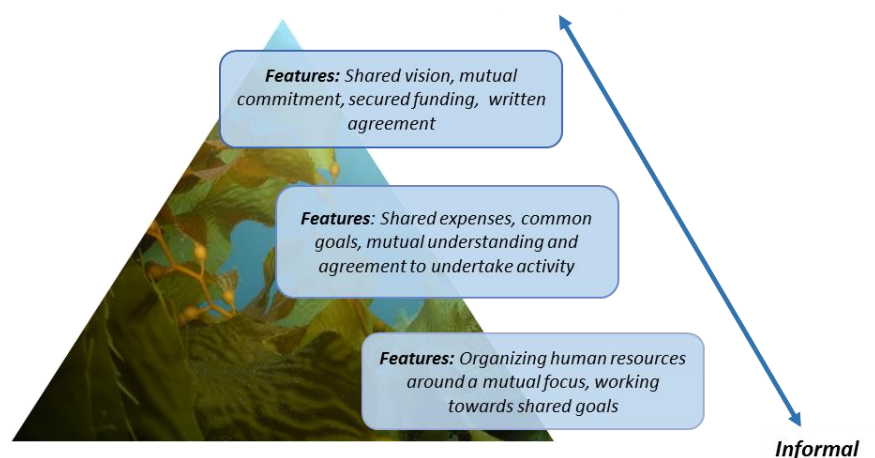 Features: Shared vision, mutual
commitment, secured funding, written
agreement
Features: Shared expenses, common
goals, mutual understanding and
agreement to undertake activity
Features: Organizing human resources
around a mutual focus, working
towards shared goals
Informal